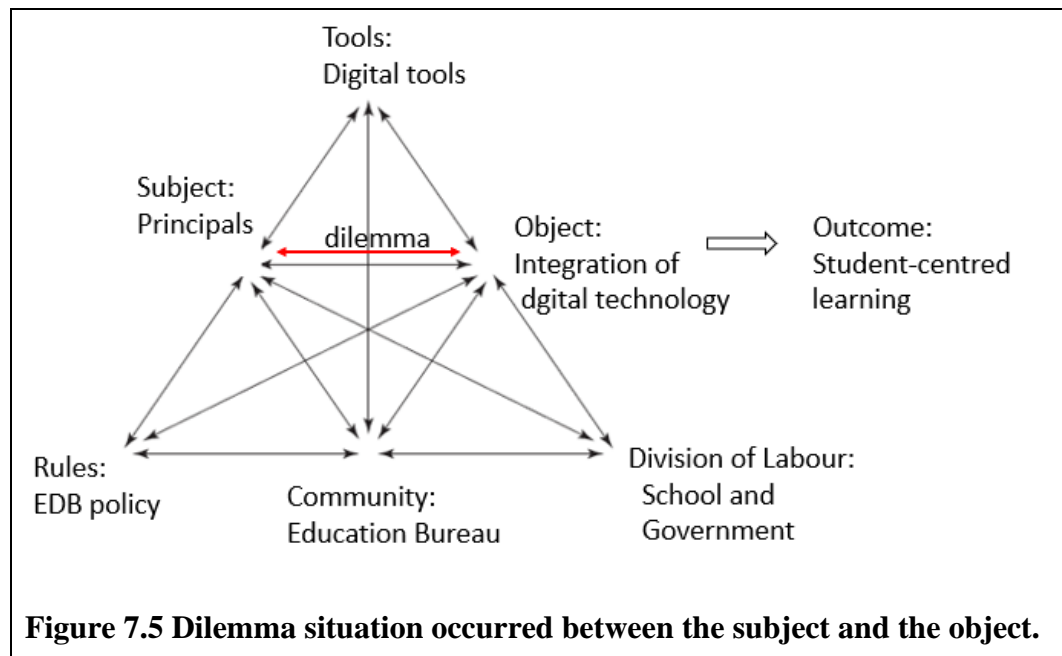 Tools:
Digital tools
Subject:
Principals
dilemma
Object:
Integration of
dgital technology
Outcome:
Student-centred
learning
Rules:
EDB policy
Community:
Education Bureau
Division of Labour:
School and
Government
Figure 7.5 Dilemma situation occurred between the subject and the object.